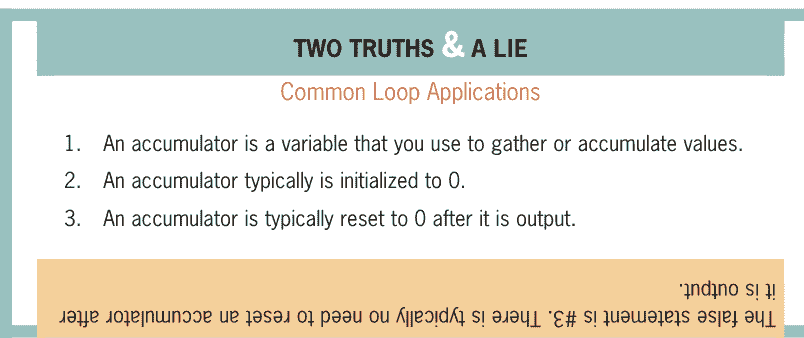 TWO TRUTHS & A LIE
Common Loop Applications
1. An accumulator is a variable that you use to gather or accumulate values.
2. An accumulator typically is initialized to 0.
3. An accumulator is typically reset to 0 after it is output.
The false statement is #3. There is typically no need to reset an accumulator after
it is output.